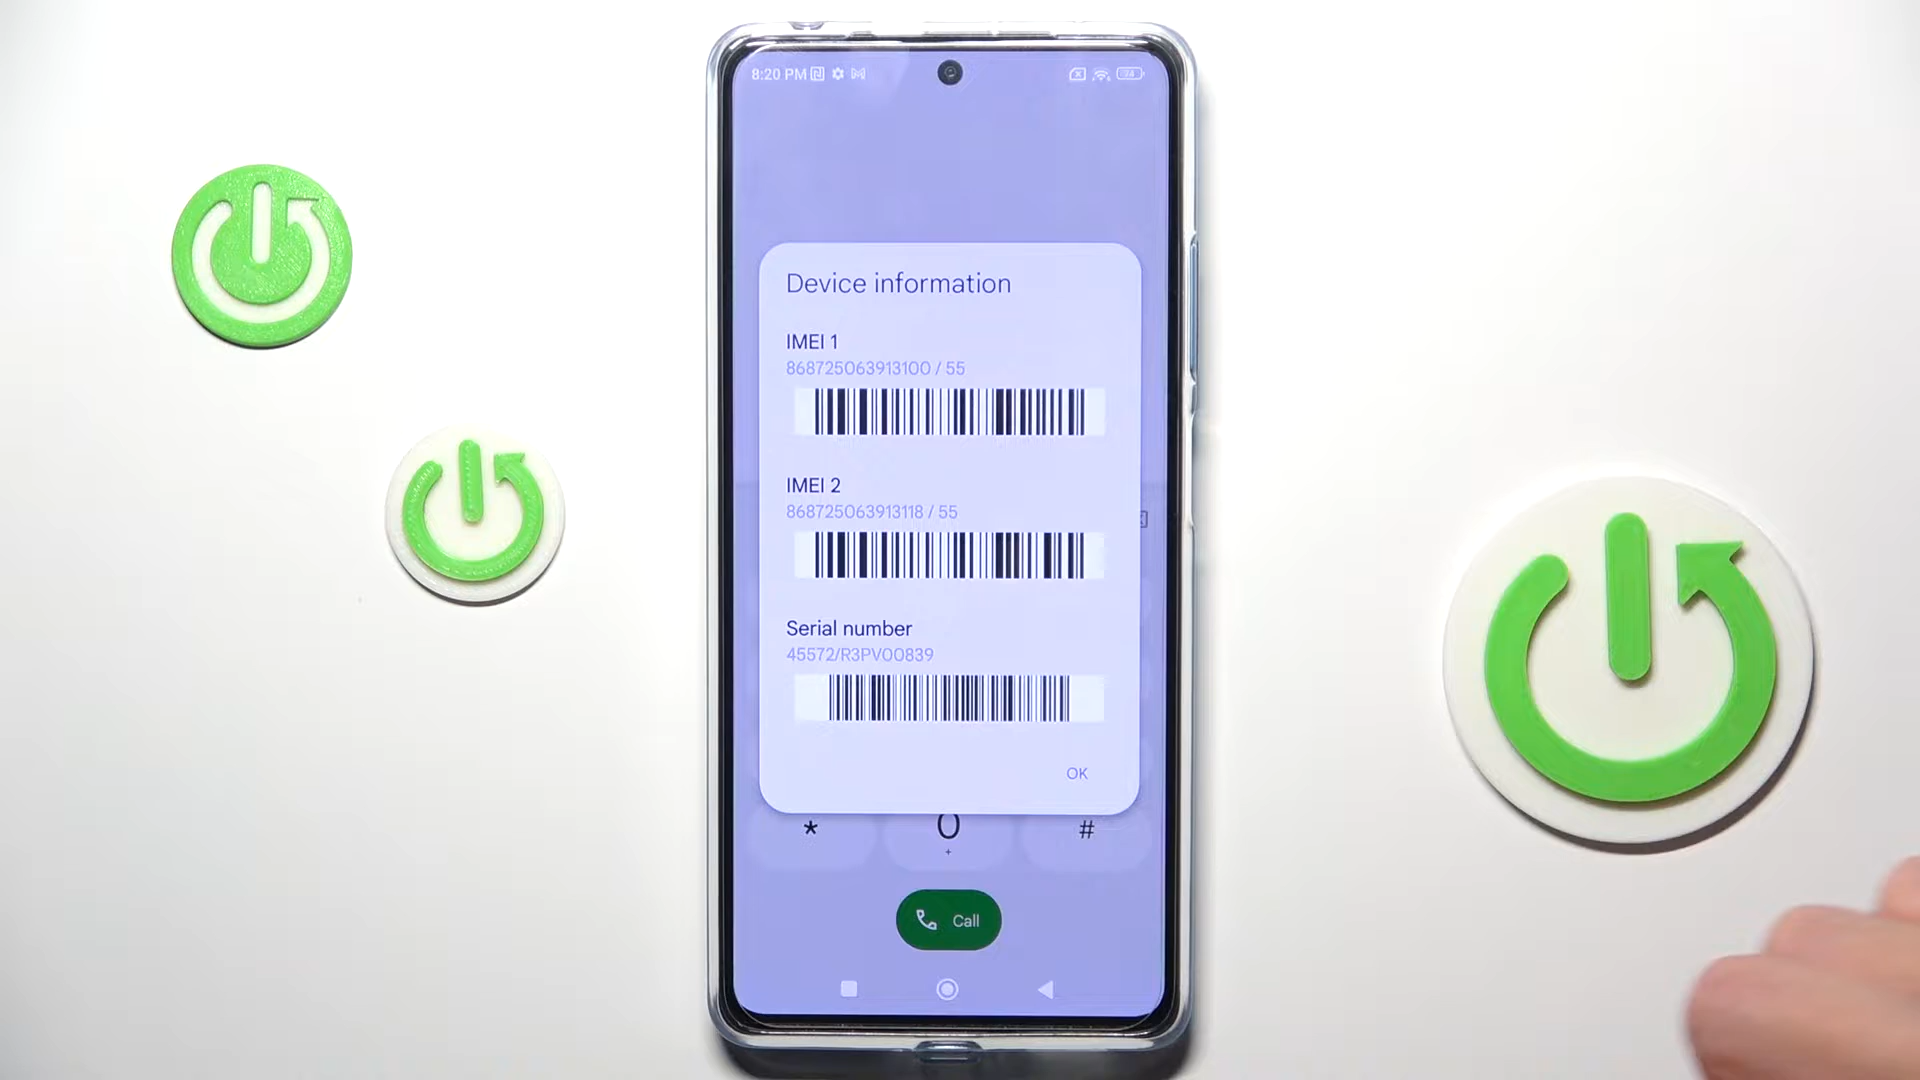 8:20 PM
74
Device information
IMEI 1
868725063913100 / 55
IMEI 2
868725063913118 / 55
Serial number
45572/R3PV00839
OK
* 0 #
+
Call